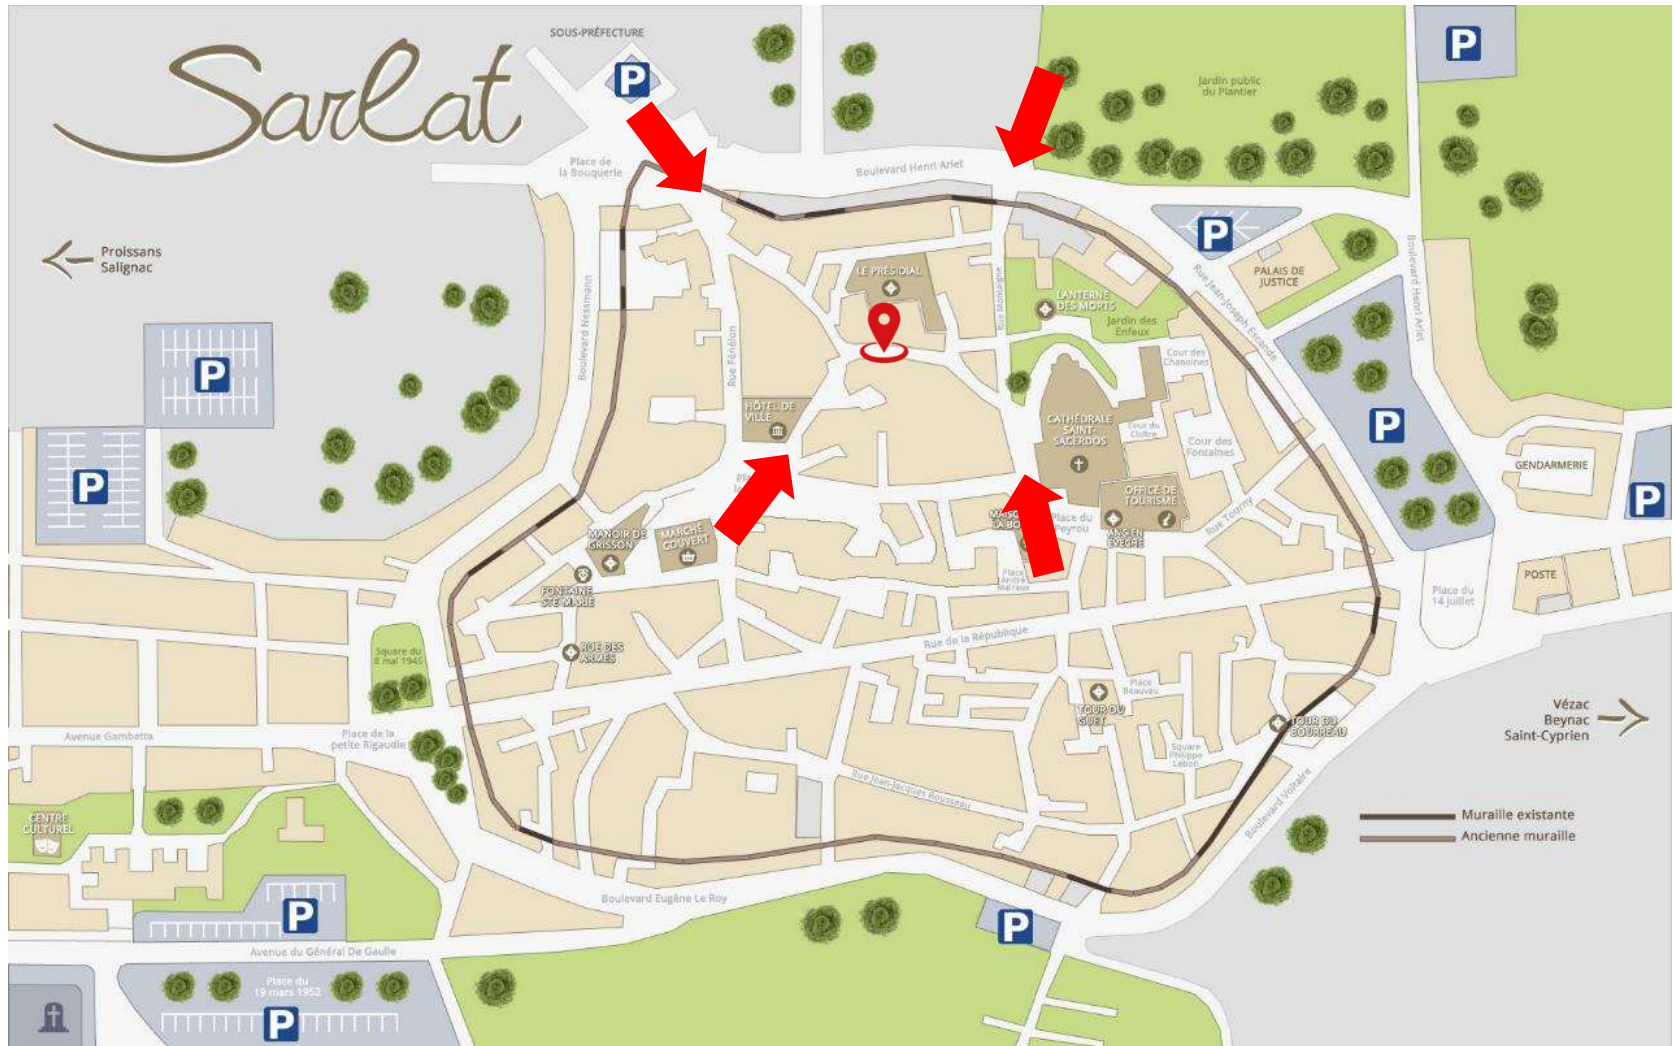 Sarlat
SOUS-PRÉFECTURE
P
P
Jardin public
du Plantier
Place de
la Bouquerie
Boulevard Henri Arlet
Proissans
Salignac
P
PALAIS DE
JUSTICE
LE PRÉSIDIAL
Rue Montaigne
LANTERNE
DES MORTS
Jardin des
Enfeux
Rue Jean-Joseph Escande
Boulevard Henri Arlet
Boulevard Nessmann
Rue Fénélon
Cour des
Chanoines
P
HÔTEL DE
VILLE
CATHÉDRALE
SAINT-
SACERDOS
Cour du
Cloître
Cour des
Fontaines
P
P
GENDARMERIE
P
OFFICE DE
TOURISME
Rue Tourny
Place du
Peyrou
ANCIEN
ÉVÊCHÉ
MANOIR DE
GRISSON
MARCHÉ
COUVERT
FONTAINE
STE MARIE
Place
André
Malraux
POSTE
Place du
14 juillet
Rue de la République
RUE DES
ARMES
Square du
8 mai 1945
Place
Beauvau
TOUR DU
GUET
TOUR DU
BOURREAU
Vézac
Beynac
Saint-Cyprien
Avenue Gambetta
Place de la
petite Rigaudie
Square
Philippe
Lebon
Rue Jean-Jacques Rousseau
Boulevard Voltaire
Muraille existante
Ancienne muraille
CENTRE
CULTUREL
Boulevard Eugène Le Roy
P
P
Avenue du Général De Gaulle
Place du
19 mars 1952
P